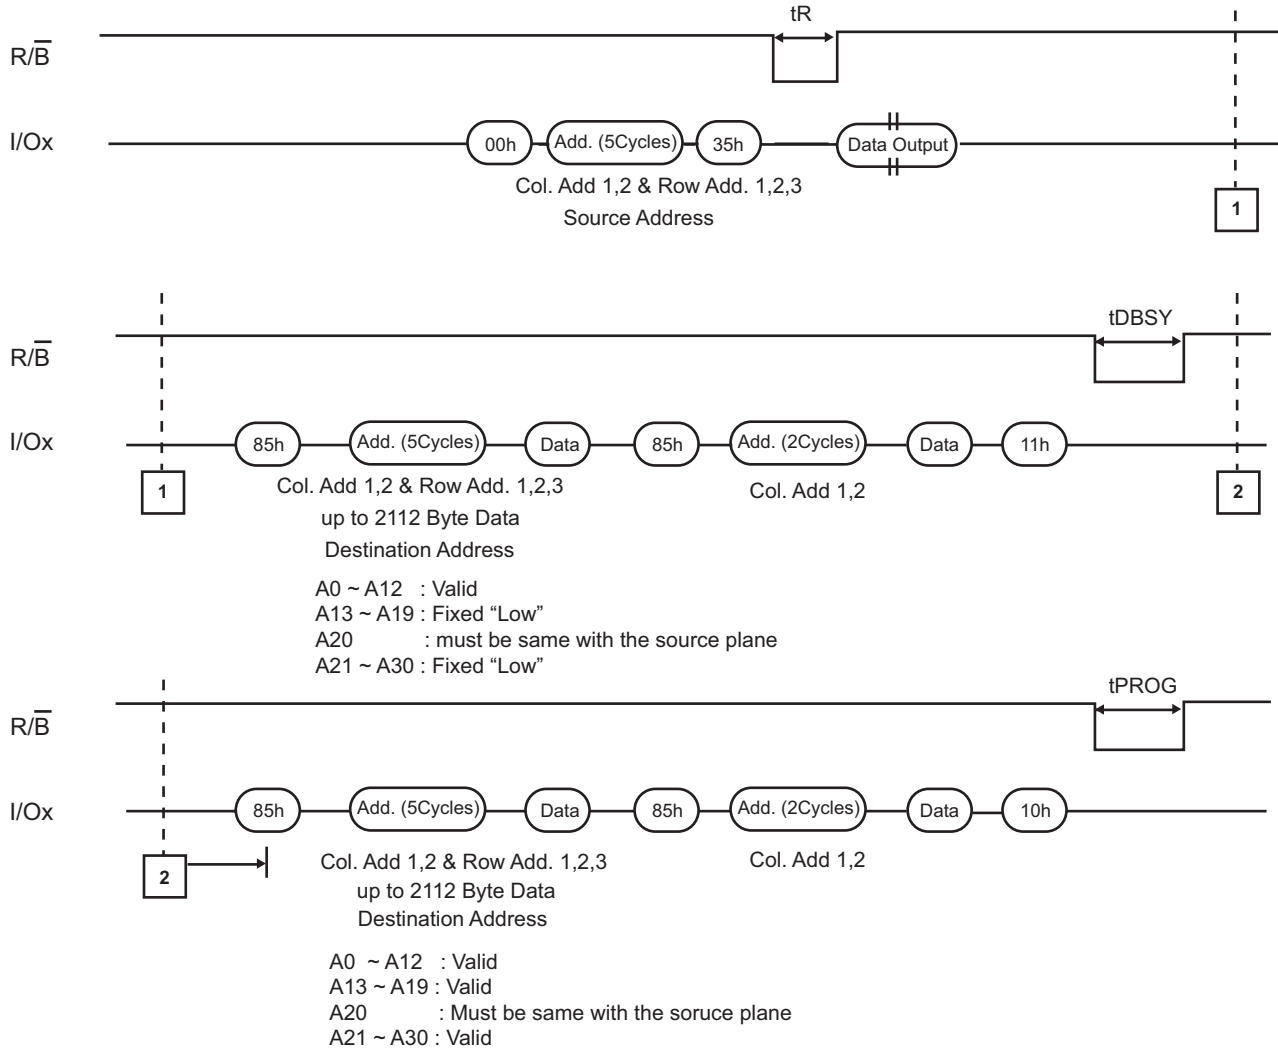 tR
R/B̅
I/Ox
00h Add. (5Cycles) 35h Data Output
Col. Add 1,2 & Row Add. 1,2,3
Source Address
1
tDBSY
R/B̅
I/Ox
85h Add. (5Cycles) Data 85h Add. (2Cycles) Data 11h
1
Col. Add 1,2 & Row Add. 1,2,3
Col. Add 1,2
2
up to 2112 Byte Data
Destination Address
A0 ~ A12 : Valid
A13 ~ A19 : Fixed “Low”
A20 : must be same with the source plane
A21 ~ A30 : Fixed “Low”
tPROG
R/B̅
I/Ox
85h Add. (5Cycles) Data 85h Add. (2Cycles) Data 10h
2
Col. Add 1,2 & Row Add. 1,2,3
Col. Add 1,2
up to 2112 Byte Data
Destination Address
A0 ~ A12 : Valid
A13 ~ A19 : Valid
A20 : Must be same with the soruce plane
A21 ~ A30 : Valid